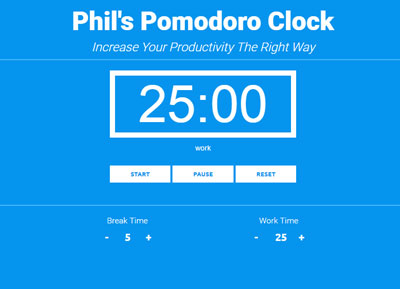 Phil's Pomodoro Clock
Increase Your Productivity The Right Way
25:00
work
START PAUSE RESET
Break Time Work Time
- 5 + - 25 +